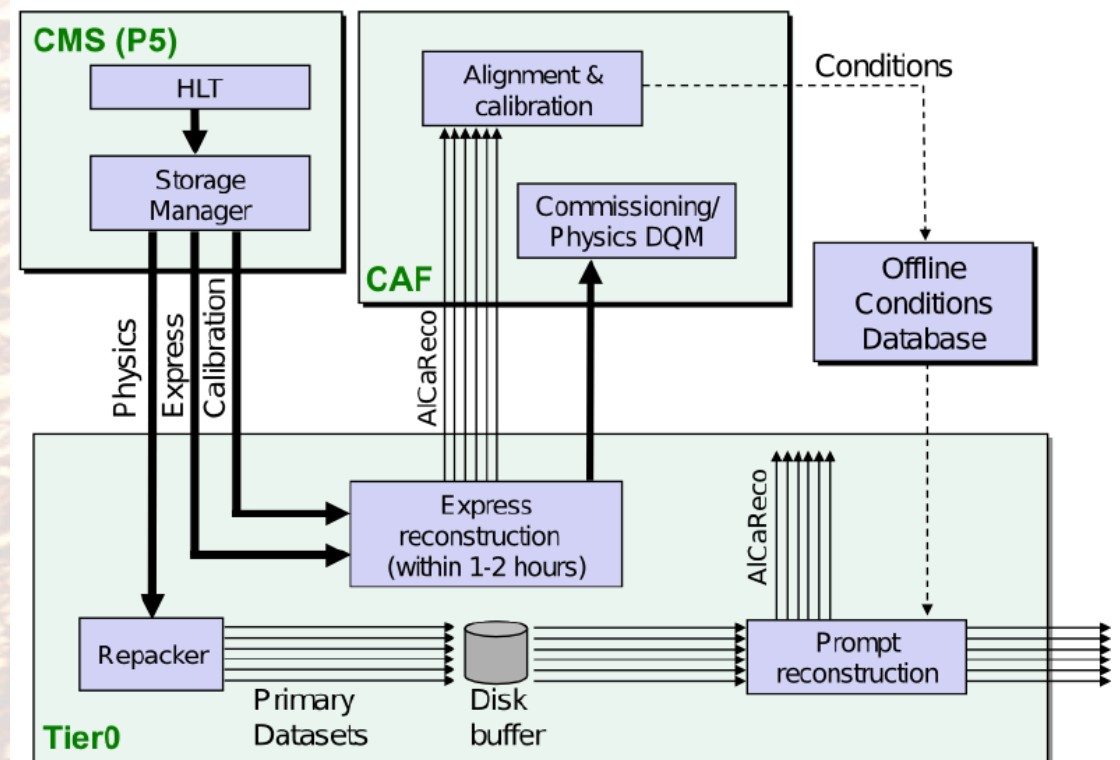 CMS (P5)
HLT
Storage
Manager
Alignment &
calibration
Conditions
Commissioning/
Physics DQM
CAF
Offline
Conditions
Database
Physics
Express
Calibration
AlCaReco
Express
reconstruction
(within 1-2 hours)
AlCaReco
Repacker
Primary
Datasets
Disk
buffer
Prompt
reconstruction
Tier0